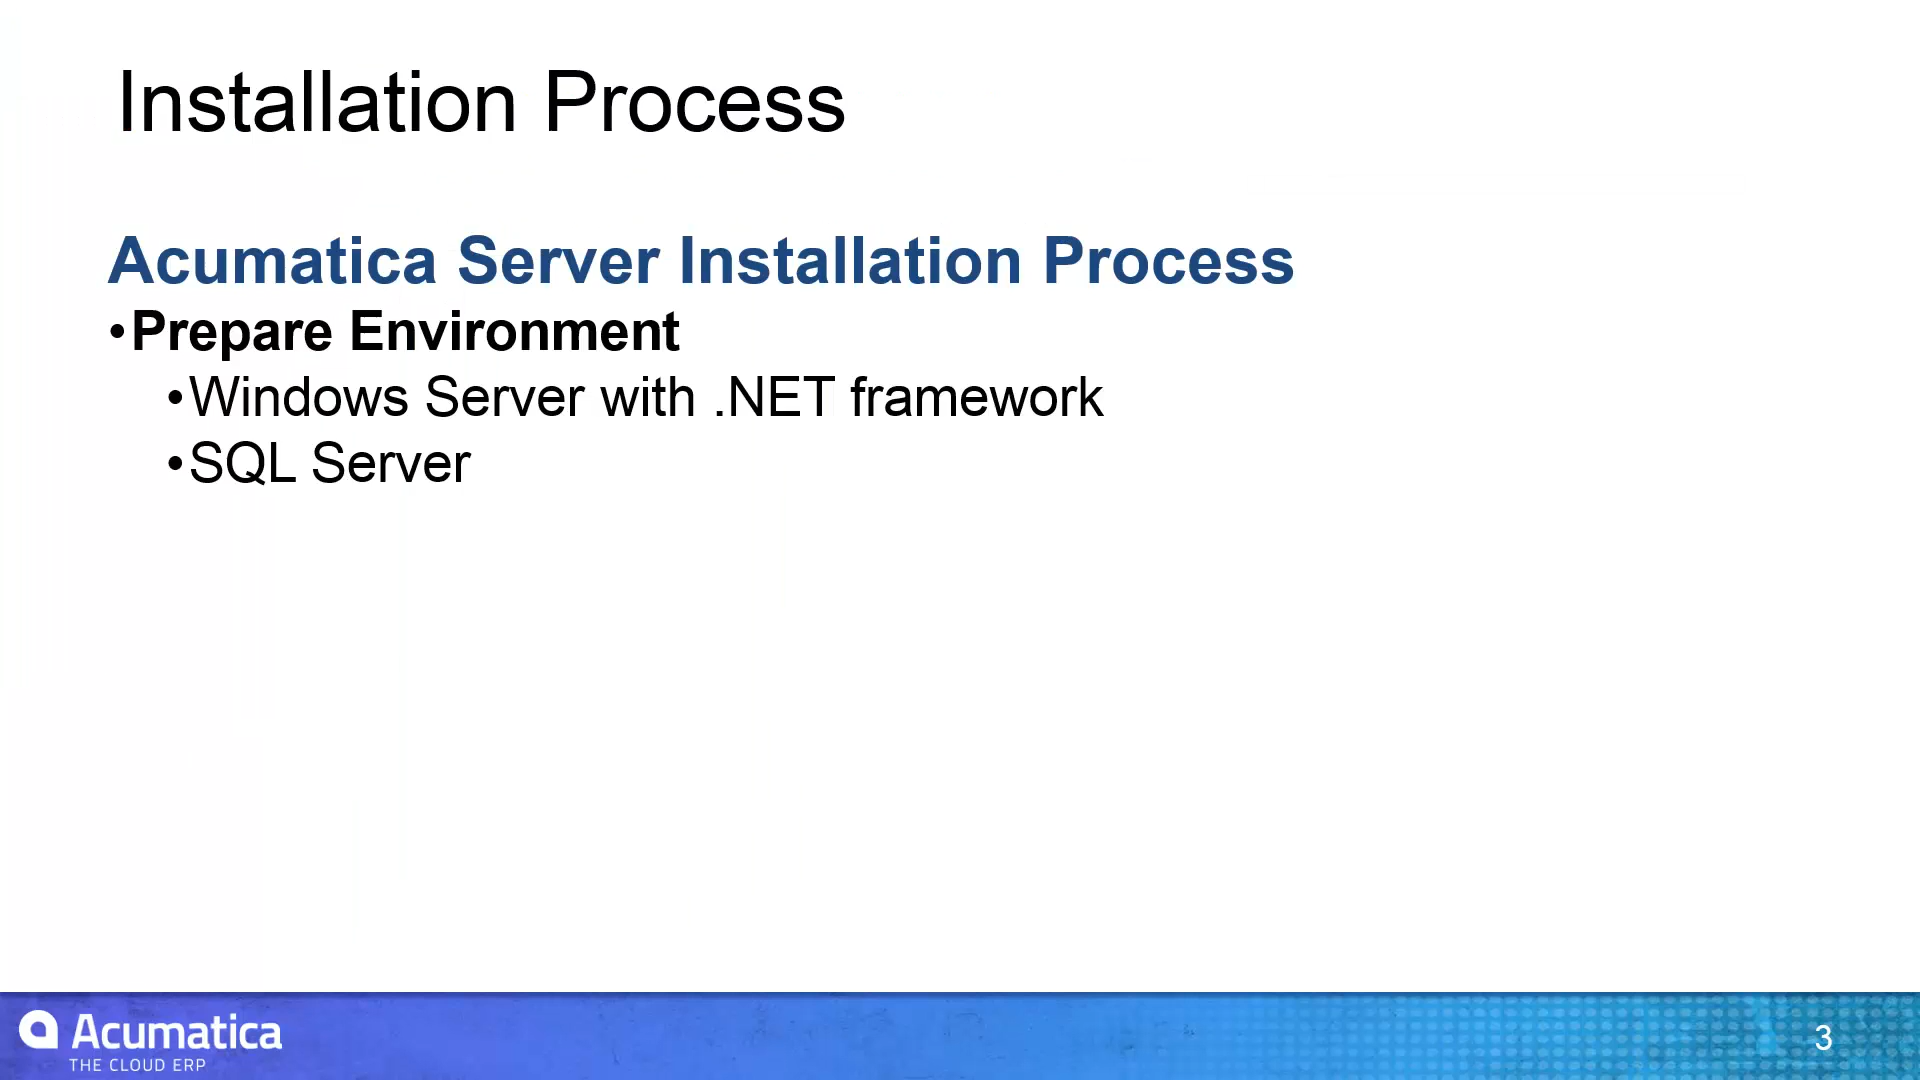 Installation Process
Acumatica Server Installation Process
•Prepare Environment
•Windows Server with .NET framework
•SQL Server
Acumatica
THE CLOUD ERP
3